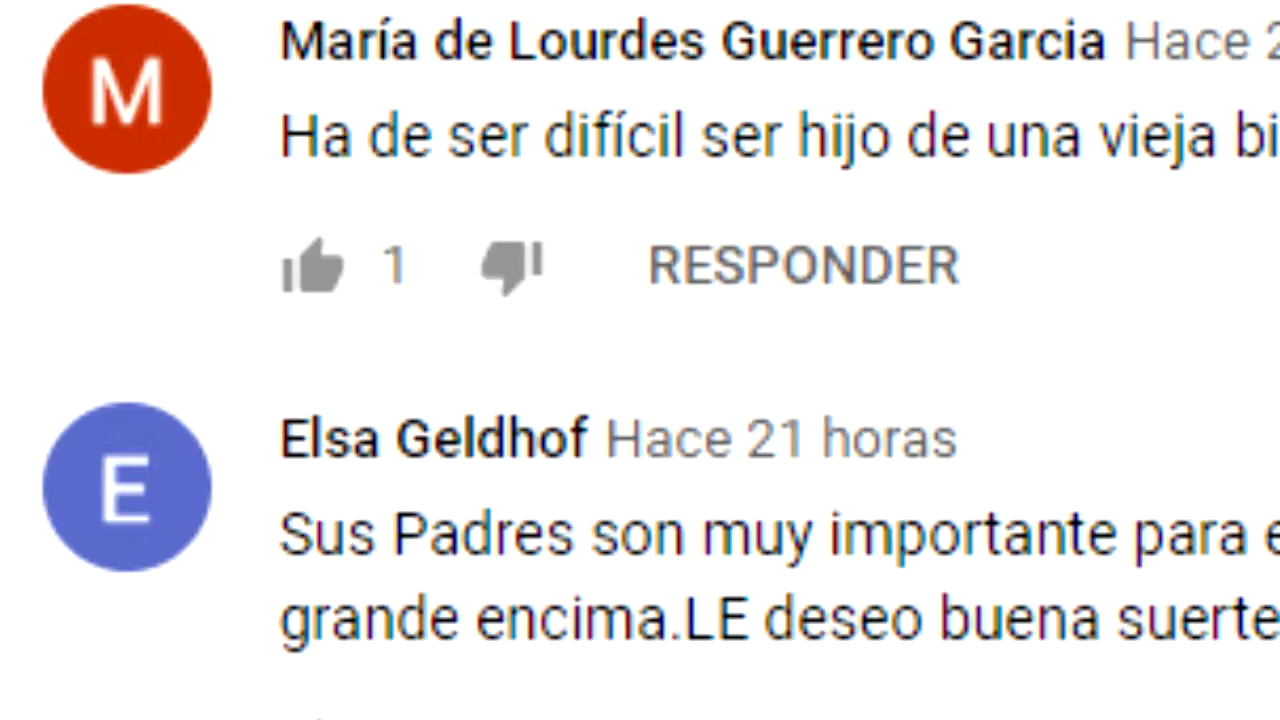 M
María de Lourdes Guerrero Garcia Hace
Ha de ser difícil ser hijo de una vieja
1 RESPONDER
E
Elsa Geldhof Hace 21 horas
Sus Padres son muy importante para
grande encima.LE deseo buena suerte